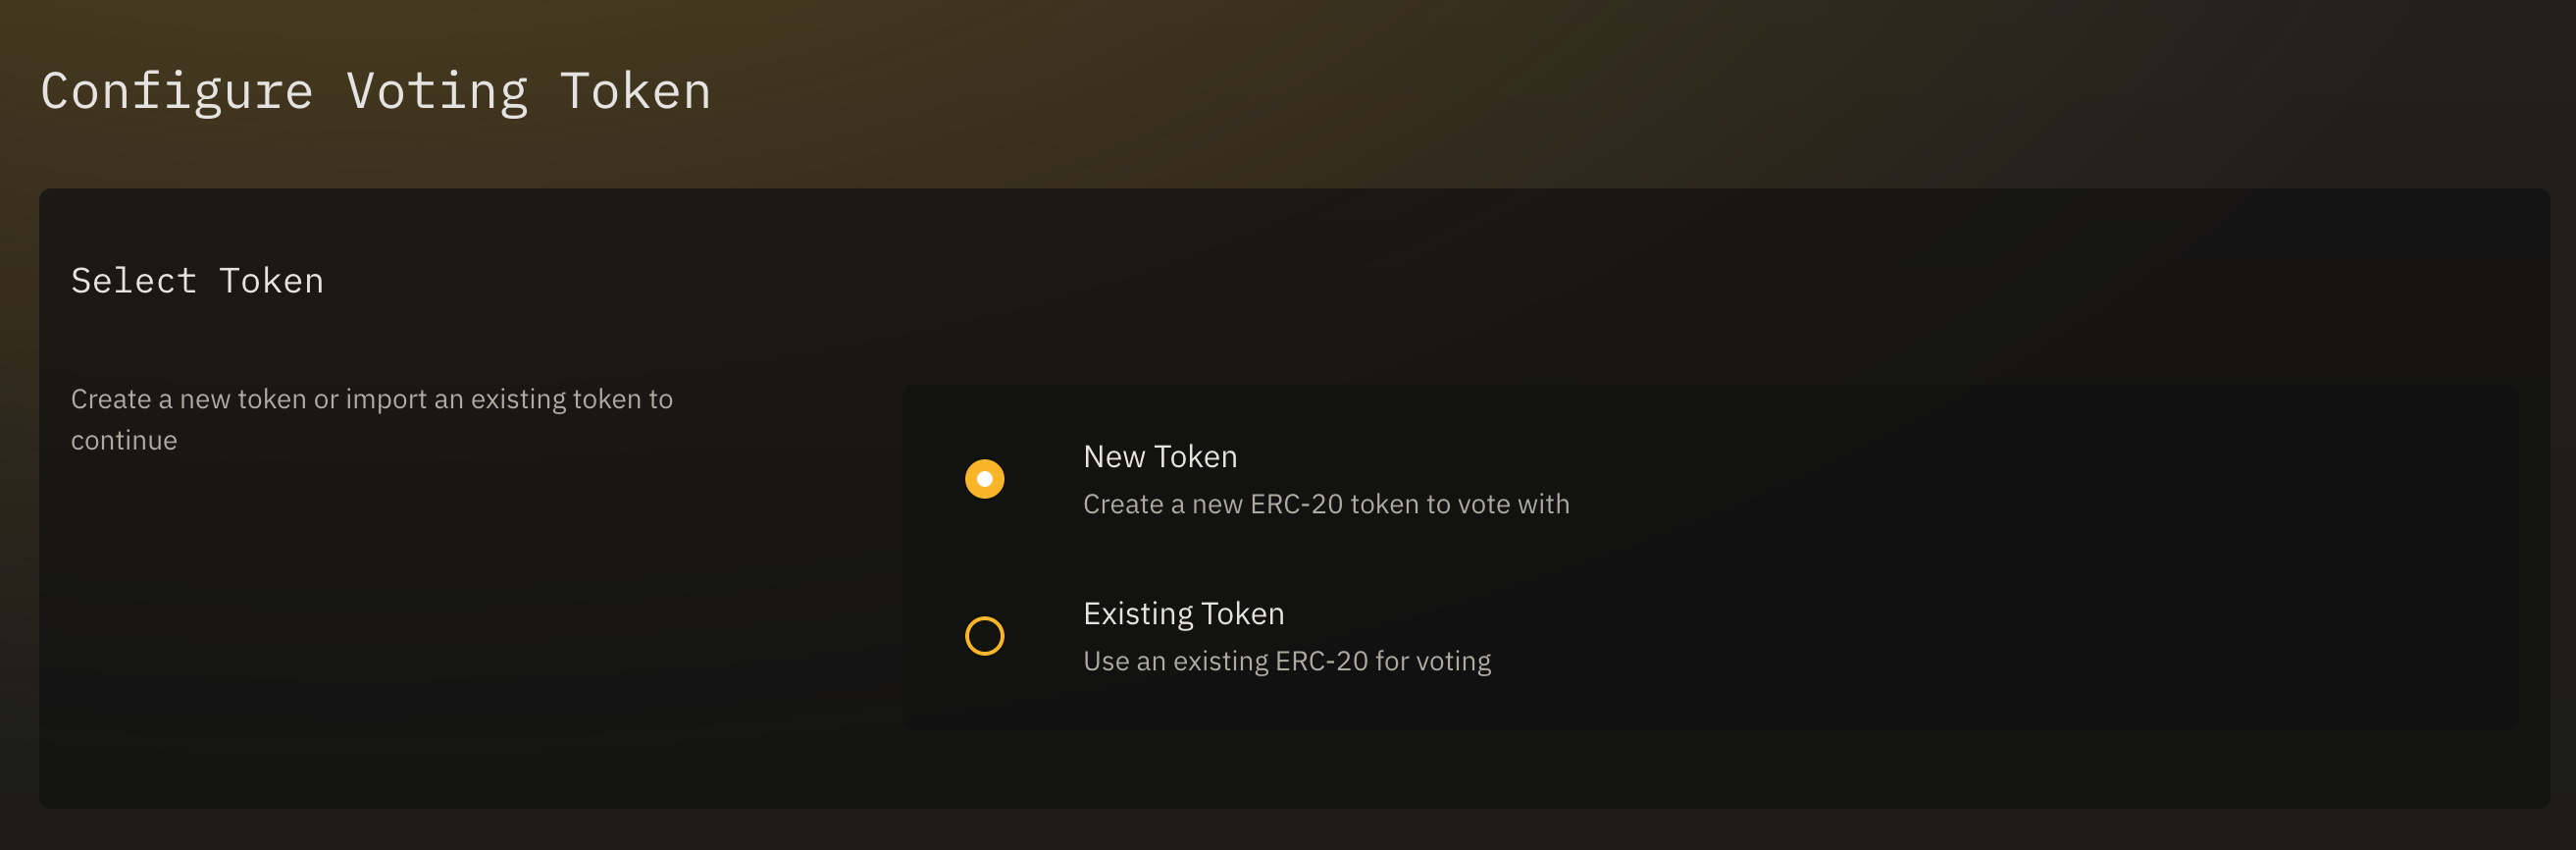 Configure Voting Token
Select Token
Create a new token or import an existing token to
continue
New Token
Create a new ERC-20 token to vote with
Existing Token
Use an existing ERC-20 for voting